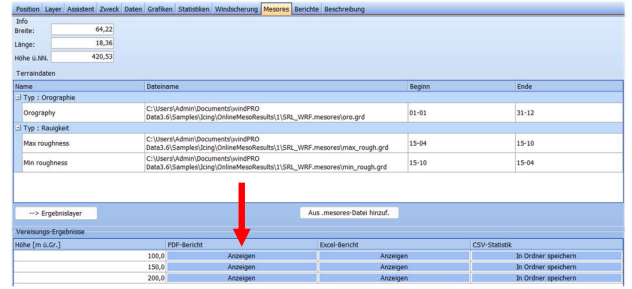 Position Layer Assistent Zweck Daten Grafiken Statistiken Windscherung Mesores Berichte Beschreibung
Info
Breite: 64,22
Länge: 18,36
Höhe ü.NN. 420,53
Terraindaten
Name Dateiname Beginn Ende
Typ : Orographie
Orography C:\Users\Admin\Documents\windPRO Data3.6\Samples\Icing\OnlineMesoResults\1\SRL_WRF.mesores\oro.grd 01-01 31-12
Typ : Rauigkeit
Max roughness C:\Users\Admin\Documents\windPRO Data3.6\Samples\Icing\OnlineMesoResults\1\SRL_WRF.mesores\max_rough.grd 15-04 15-10
Min roughness C:\Users\Admin\Documents\windPRO Data3.6\Samples\Icing\OnlineMesoResults\1\SRL_WRF.mesores\min_rough.grd 15-10 15-04
--> Ergebnislayer Aus .mesores-Datei hinzuf.
Vereisungs-Ergebnisse
Höhe [m ü.Gr.] PDF-Bericht Excel-Bericht CSV-Statistik
100,0 Anzeigen Anzeigen In Ordner speichern
150,0 Anzeigen Anzeigen In Ordner speichern
200,0 Anzeigen Anzeigen In Ordner speichern